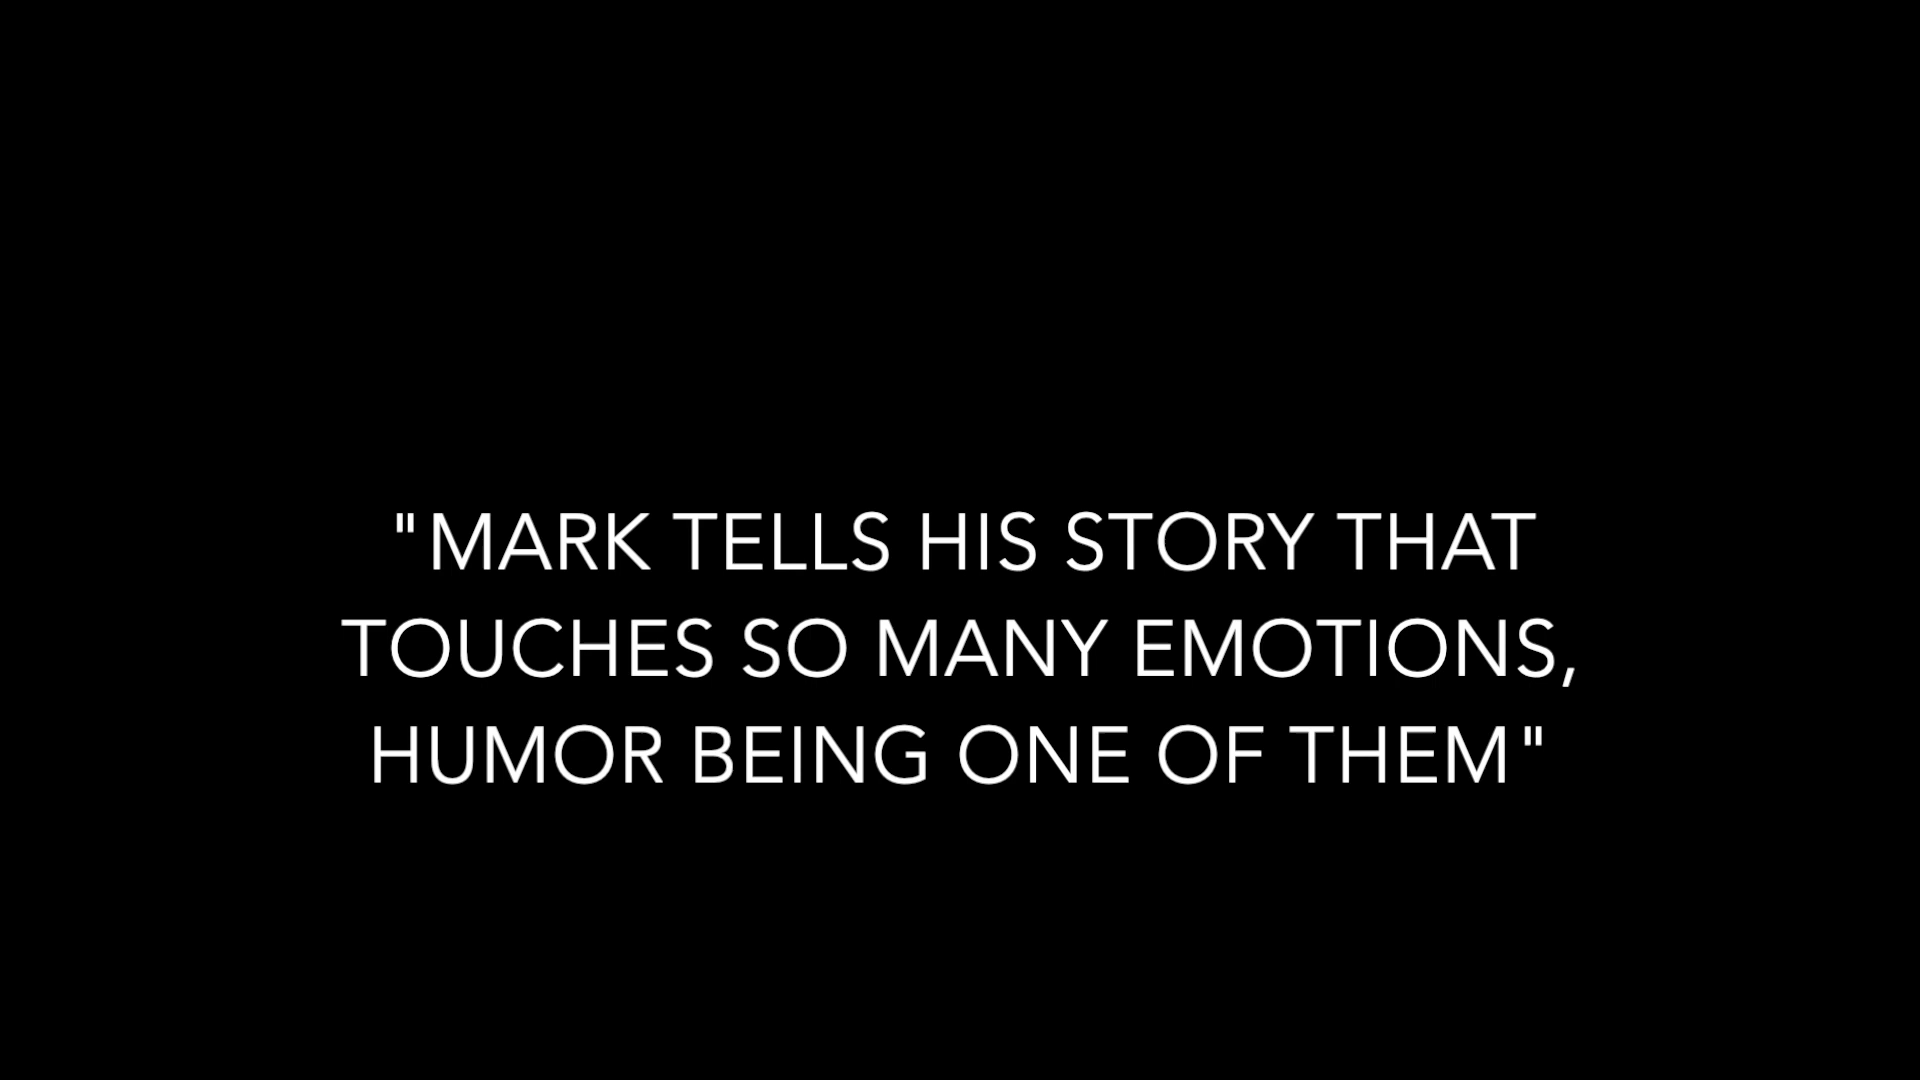 "MARK TELLS HIS STORY THAT
TOUCHES SO MANY EMOTIONS,
HUMOR BEING ONE OF THEM"